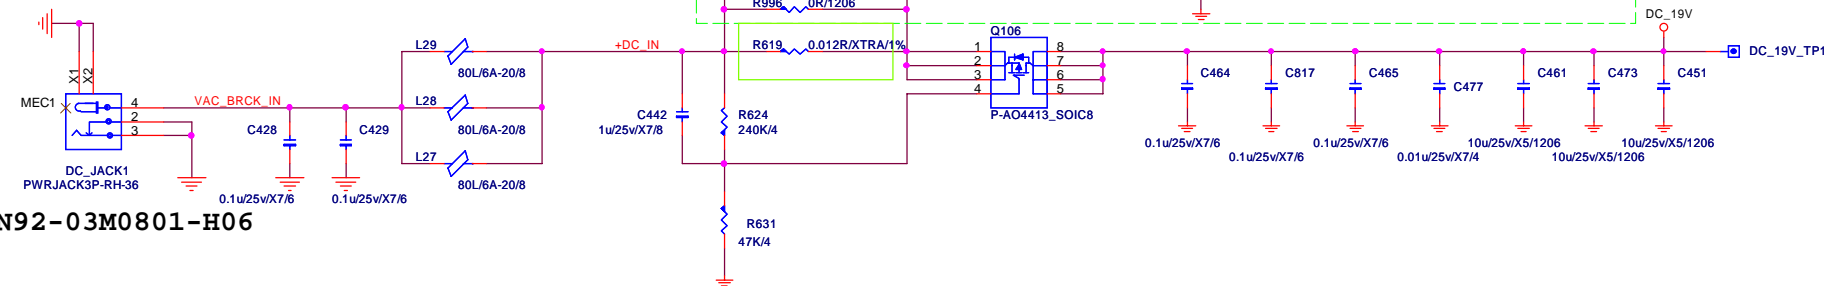 R996 0R/1206
DC_19V
L29
+DC_IN
R619 0.012R/XTRA/1%
Q106
1 8
2 7
3 6
4 5
DC_19V_TP1
80L/6A-20/8
X1
X2
C464
C817
C465
C477
C461
C473
C451
MEC1
4
2
3
VAC_BRCK_IN
L28
C442
1u/25v/X7/8
R624
240K/4
P-AO4413_SOIC8
C428
C429
80L/6A-20/8
0.1u/25v/X7/6
0.1u/25v/X7/6
0.1u/25v/X7/6
0.01u/25v/X7/4
10u/25v/X5/1206
10u/25v/X5/1206
10u/25v/X5/1206
L27
DC_JACK1
PWRJACK3P-RH-36
80L/6A-20/8
0.1u/25v/X7/6
0.1u/25v/X7/6
N92-03M0801-H06
R631
47K/4